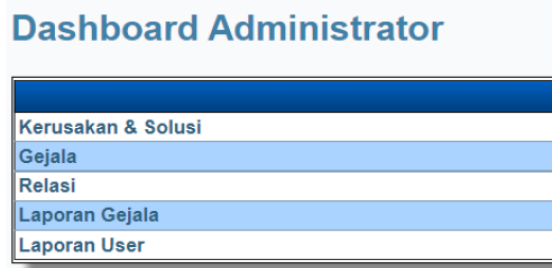 Dashboard Administrator
Kerusakan & Solusi
Gejala
Relasi
Laporan Gejala
Laporan User